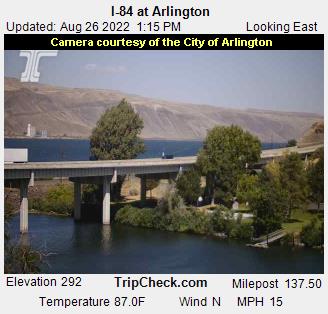 I-84 at Arlington
Updated: Aug 26 2022 1:15 PM Looking East
Camera courtesy of the City of Arlington
Elevation 292 TripCheck.com Milepost 137.50
Temperature 87.0F Wind N MPH 15